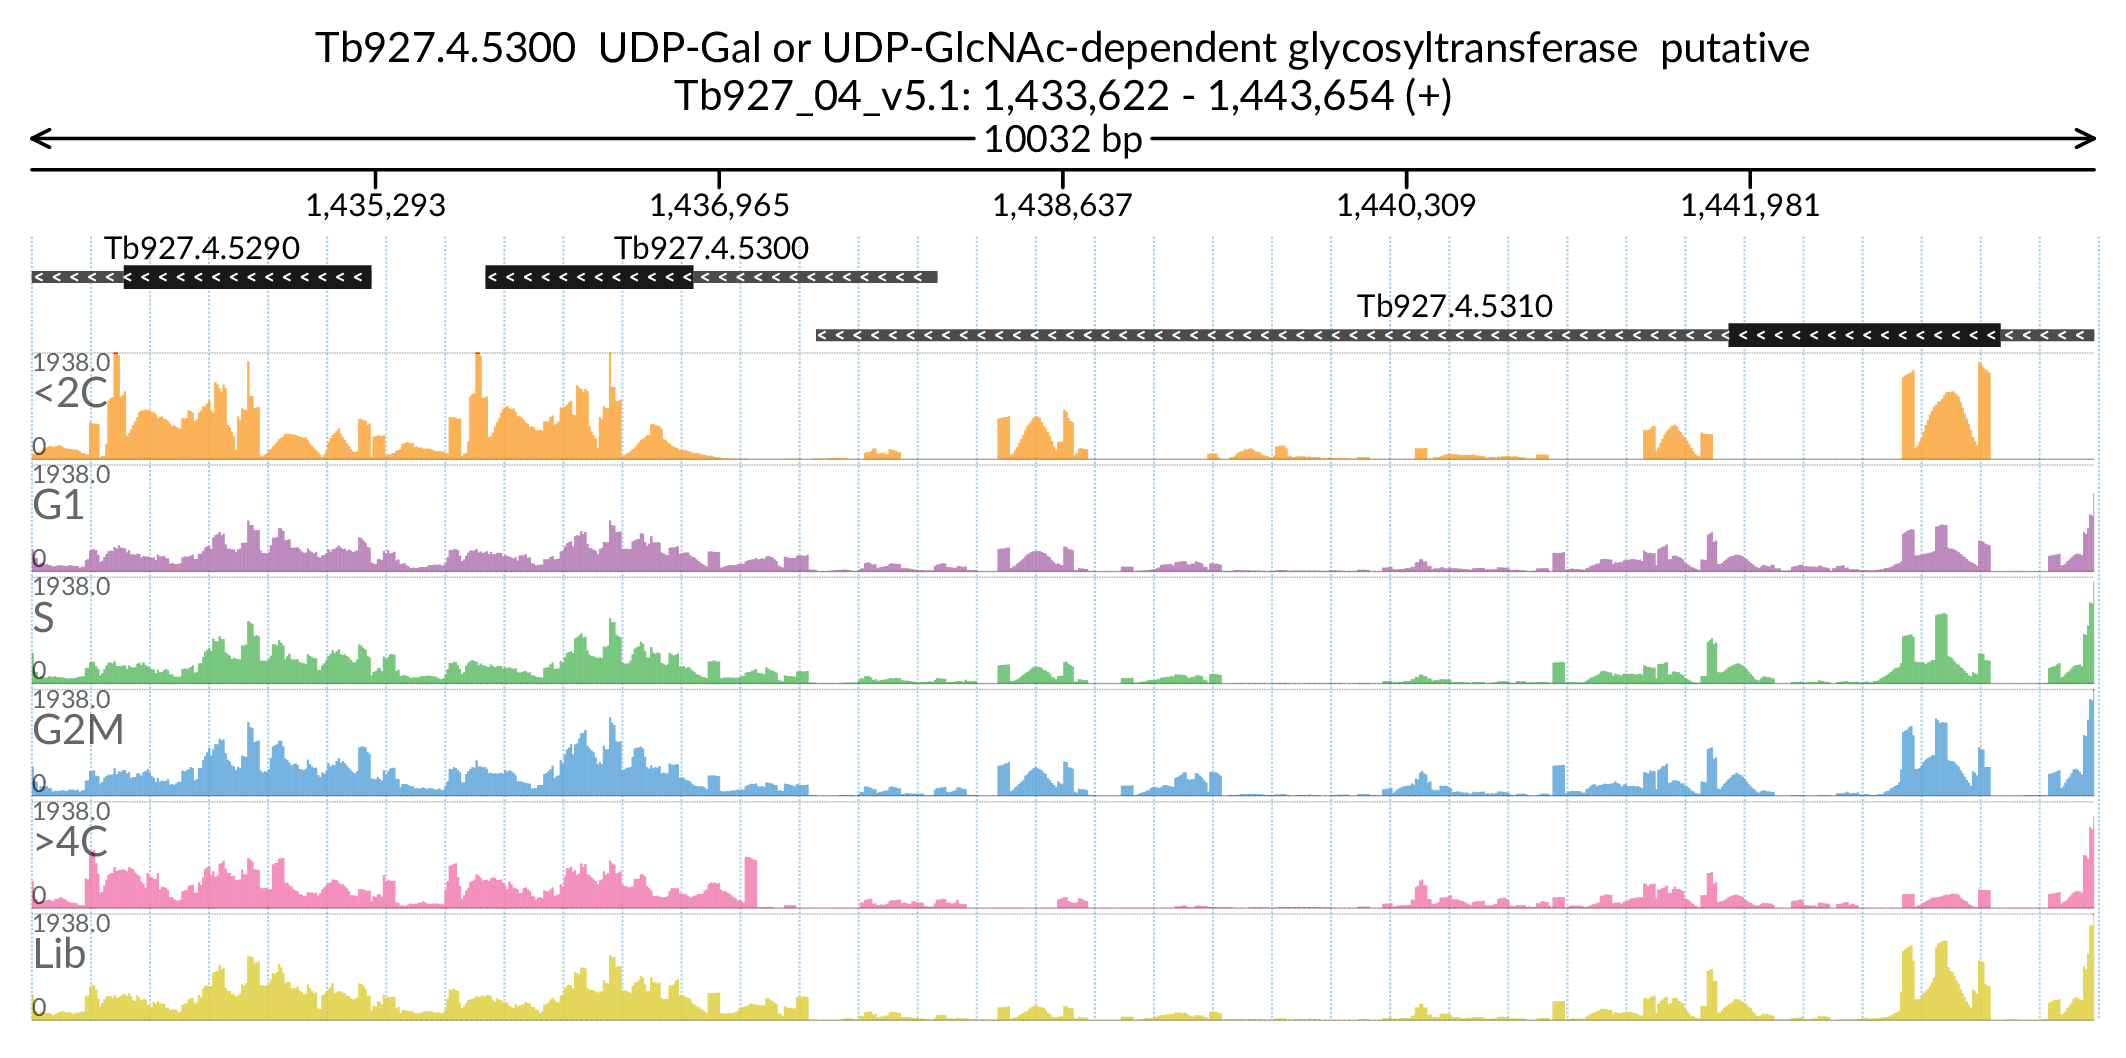 Tb927.4.5300  UDP-Gal or UDP-GlcNAc-dependent glycosyltransferase  putative
Tb927_04_v5.1: 1,433,622 - 1,443,654 (+)
10032 bp
1,435,293 1,436,965 1,438,637 1,440,309 1,441,981
Tb927.4.5290 Tb927.4.5300
Tb927.4.5310
1938.0
<2C
0
1938.0
G1
0
1938.0
S
0
1938.0
G2M
0
1938.0
>4C
0
1938.0
Lib
0